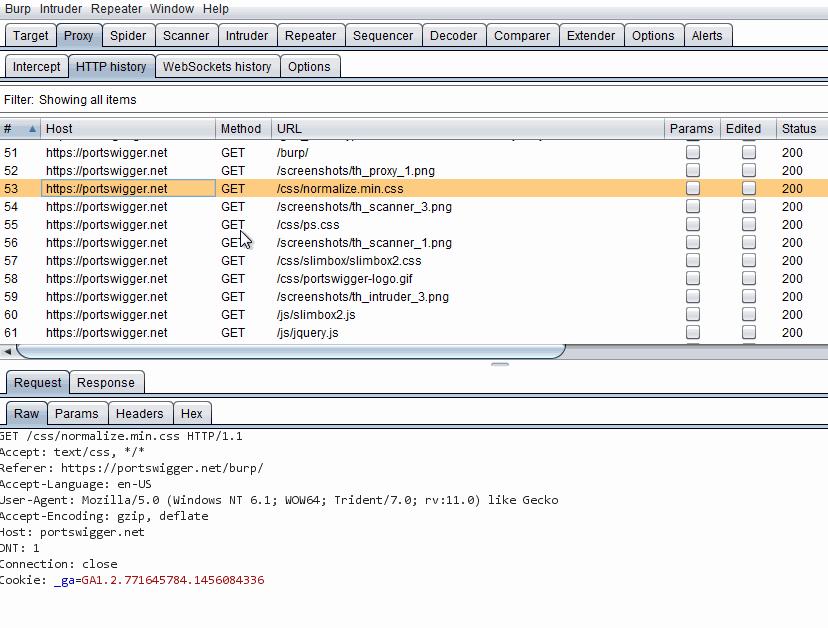 Burp Intruder Repeater Window Help
Target Proxy Spider Scanner Intruder Repeater Sequencer Decoder Comparer Extender Options Alerts
Intercept HTTP history WebSockets history Options
Filter: Showing all items
# Host Method URL Params Edited Status
51 https://portswigger.net GET /burp/ 200
52 https://portswigger.net GET /screenshots/th_proxy_1.png 200
53 https://portswigger.net GET /css/normalize.min.css 200
54 https://portswigger.net GET /screenshots/th_scanner_3.png 200
55 https://portswigger.net GET /css/ps.css 200
56 https://portswigger.net GET /screenshots/th_scanner_1.png 200
57 https://portswigger.net GET /css/slimbox/slimbox2.css 200
58 https://portswigger.net GET /css/portswigger-logo.gif 200
59 https://portswigger.net GET /screenshots/th_intruder_3.png 200
60 https://portswigger.net GET /js/slimbox2.js 200
61 https://portswigger.net GET /js/jquery.js 200
Request Response
Raw Params Headers Hex
GET /css/normalize.min.css HTTP/1.1
Accept: text/css, */*
Referer: https://portswigger.net/burp/
Accept-Language: en-US
User-Agent: Mozilla/5.0 (Windows NT 6.1; WOW64; Trident/7.0; rv:11.0) like Gecko
Accept-Encoding: gzip, deflate
Host: portswigger.net
DNT: 1
Connection: close
Cookie: _ga=GA1.2.771645784.1456084336